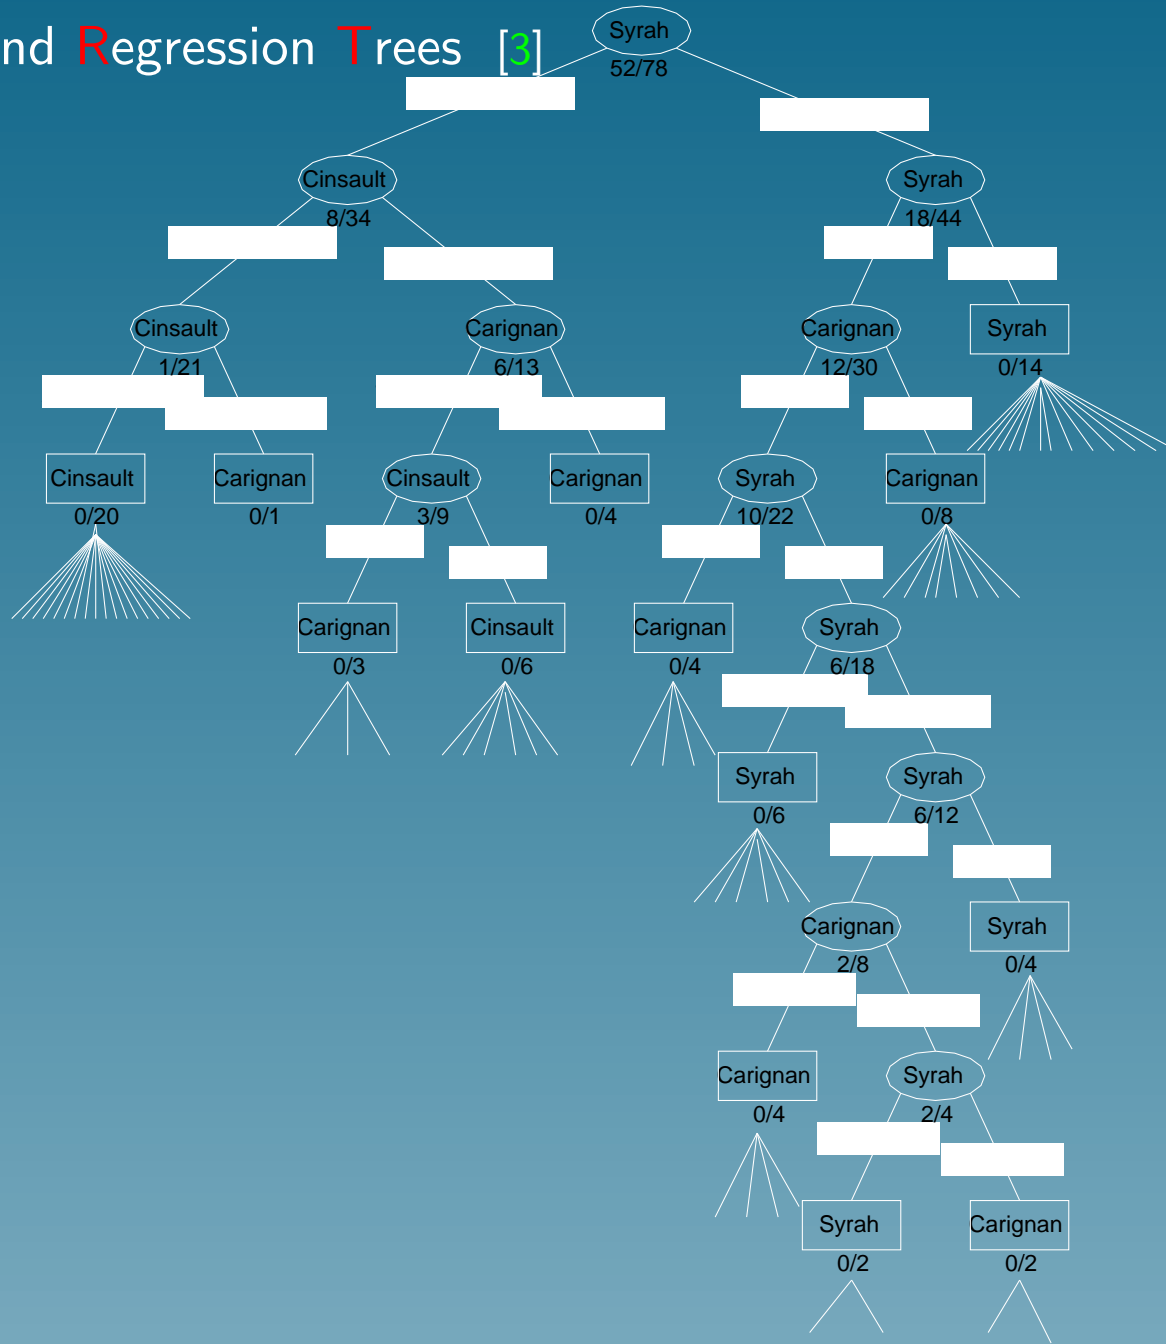 nd Regression Trees [3]
Syrah
52/78
Cinsault
Syrah
8/34
18/44
Cinsault
Carignan
Carignan
Syrah
1/21
6/13
12/30
0/14
Cinsault
Carignan
Cinsault
Carignan
Syrah
Carignan
0/20
0/1
3/9
0/4
10/22
0/8
Carignan
Cinsault
Carignan
Syrah
0/3
0/6
0/4
6/18
Syrah
Syrah
0/6
6/12
Carignan
Syrah
2/8
0/4
Carignan
Syrah
0/4
2/4
Syrah
Carignan
0/2
0/2